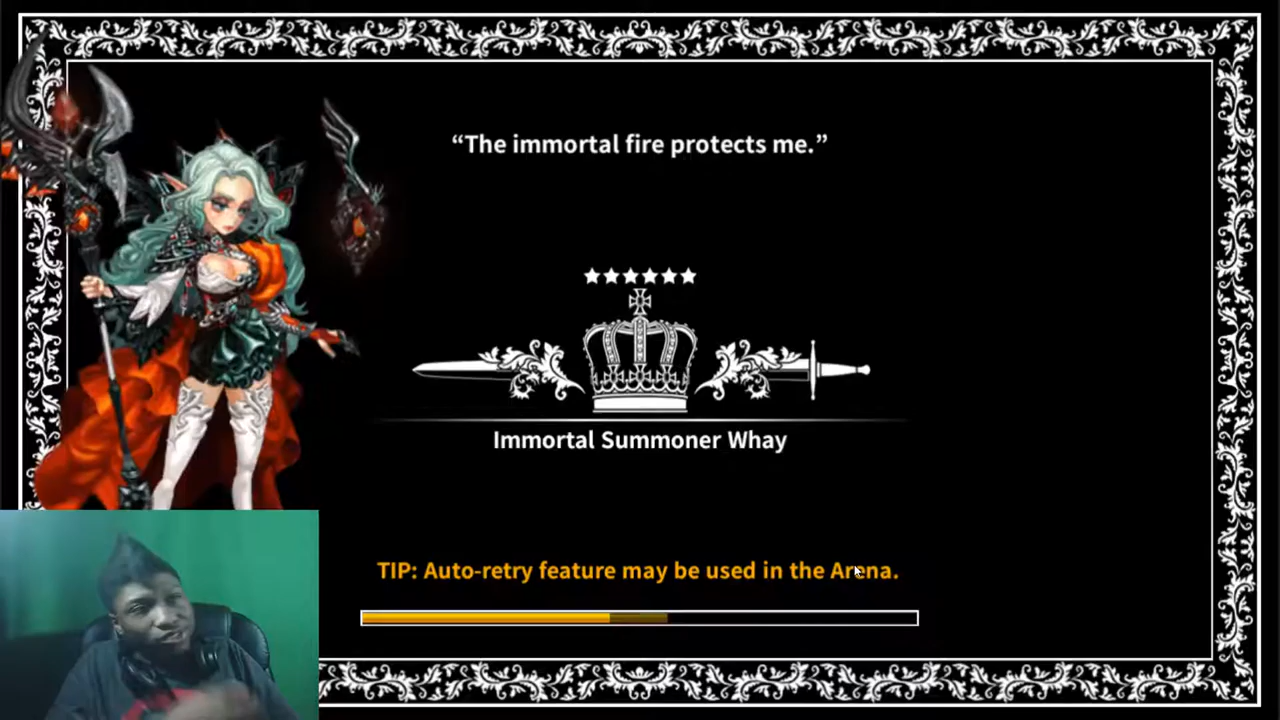 “The immortal fire protects me.”
Immortal Summoner Whay
TIP: Auto-retry feature may be used in the Arena.